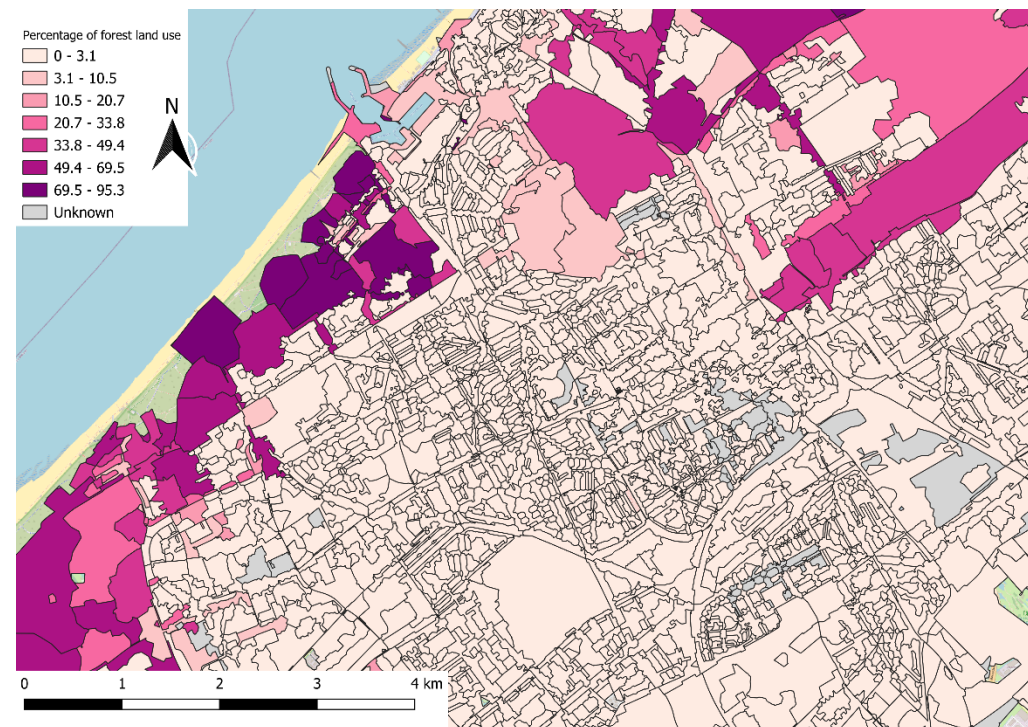 Percentage of forest land use
0 - 3.1
3.1 - 10.5
10.5 - 20.7
20.7 - 33.8
33.8 - 49.4
49.4 - 69.5
69.5 - 95.3
Unknown
N
0 1 2 3 4 km